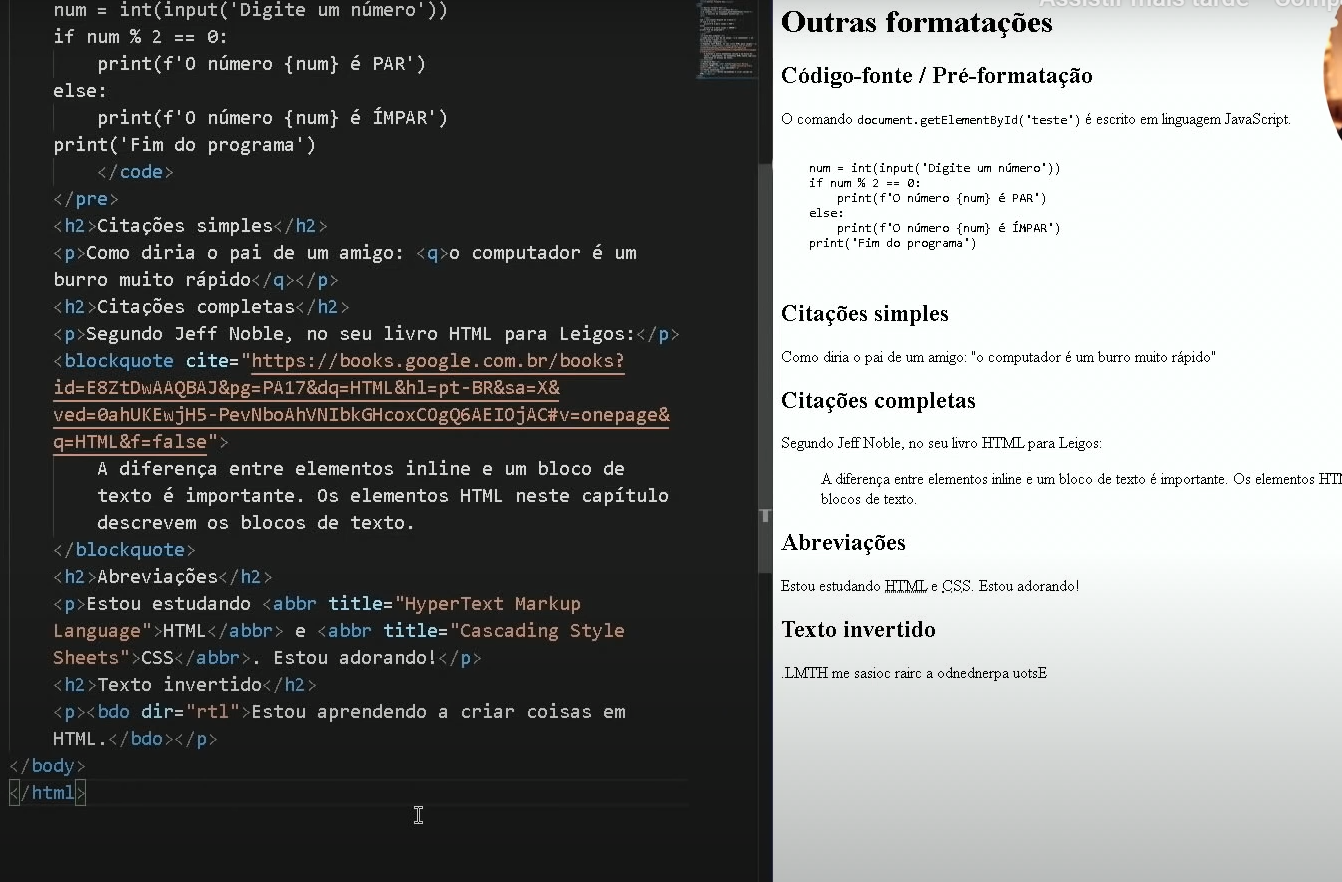 num = int(input('Digite um número'))
if num % 2 == 0:
print(f'O número {num} é PAR')
else:
print(f'O número {num} é ÍMPAR')
print('Fim do programa')
</code>
</pre>
<h2>Citações simples</h2>
<p>Como diria o pai de um amigo: <q>o computador é um
burro muito rápido</q></p>
<h2>Citações completas</h2>
<p>Segundo Jeff Noble, no seu livro HTML para Leigos:</p>
<blockquote cite="https://books.google.com.br/books?
id=E8ZtDwAAQBAJ&pg=PA17&dq=HTML&hl=pt-BR&sa=X&
ved=0ahUKEwjH5-PevNboAhVNIbkGHcoxCOgQ6AEIOjAC#v=onepage&
q=HTML&f=false">
A diferença entre elementos inline e um bloco de
texto é importante. Os elementos HTML neste capítulo
descrevem os blocos de texto.
</blockquote>
<h2>Abreviações</h2>
<p>Estou estudando <abbr title="HyperText Markup
Language">HTML</abbr> e <abbr title="Cascading Style
Sheets">CSS</abbr>. Estou adorando!</p>
<h2>Texto invertido</h2>
<p><bdo dir="rtl">Estou aprendendo a criar coisas em
HTML.</bdo></p>
</body>
</html>
Assistir mais tarde
Outras formatações
Código-fonte / Pré-formatação
O comando document.getElementById('teste') é escrito em linguagem JavaScript.
num = int(input('Digite um número'))
if num % 2 == 0:
print(f'O número {num} é PAR')
else:
print(f'O número {num} é ÍMPAR')
print('Fim do programa')
Citações simples
Como diria o pai de um amigo: "o computador é um burro muito rápido"
Citações completas
Segundo Jeff Noble, no seu livro HTML para Leigos:
A diferença entre elementos inline e um bloco de texto é importante. Os elementos
blocos de texto.
Abreviações
Estou estudando HTML e CSS. Estou adorando!
Texto invertido
.LMTH me sasioc rairc a odnednerpa uotsE